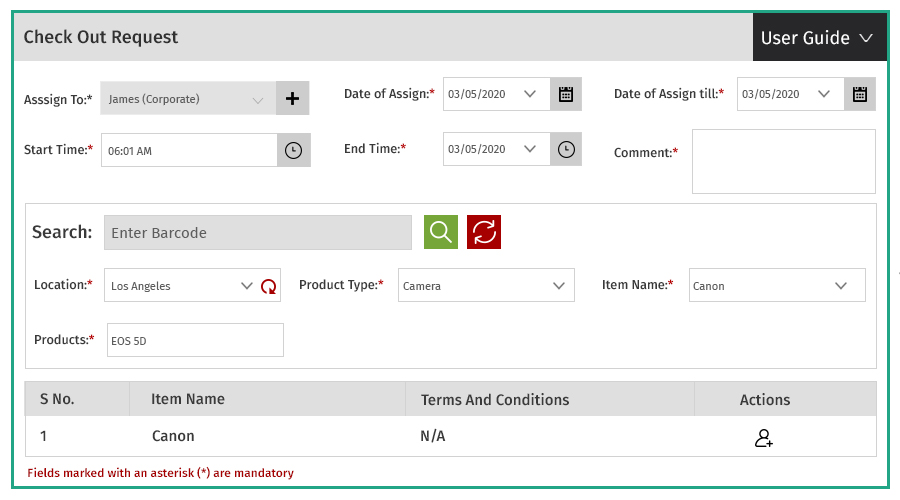 Check Out Request
User Guide
Asssign To:* James (Corporate) Date of Assign:* 03/05/2020 Date of Assign till:* 03/05/2020
Start Time:* 06:01 AM End Time:* 03/05/2020 Comment:*
Search: Enter Barcode
Location:* Los Angeles Product Type:* Camera Item Name:* Canon
Products:* EOS 5D
S No. Item Name Terms And Conditions Actions
1 Canon N/A
Fields marked with an asterisk (*) are mandatory